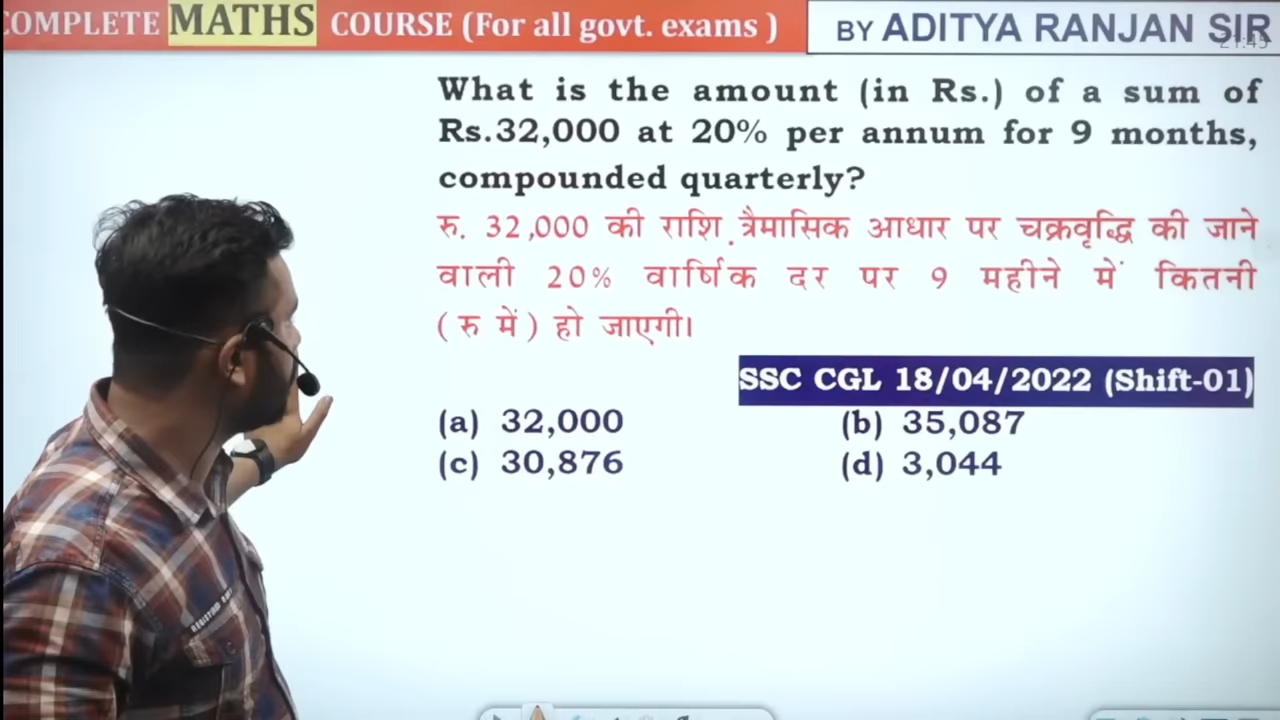 COMPLETE MATHS COURSE (For all govt. exams )
BY ADITYA RANJAN SIR
21:45
What is the amount (in Rs.) of a sum of
Rs.32,000 at 20% per annum for 9 months,
compounded quarterly?
रु. 32,000 की राशि त्रैमासिक आधार पर चक्रवृद्धि की जाने
वाली 20% वार्षिक दर पर 9 महीने में कितनी
( रु में ) हो जाएगी।
SSC CGL 18/04/2022 (Shift-01)
(a) 32,000 (b) 35,087
(c) 30,876 (d) 3,044